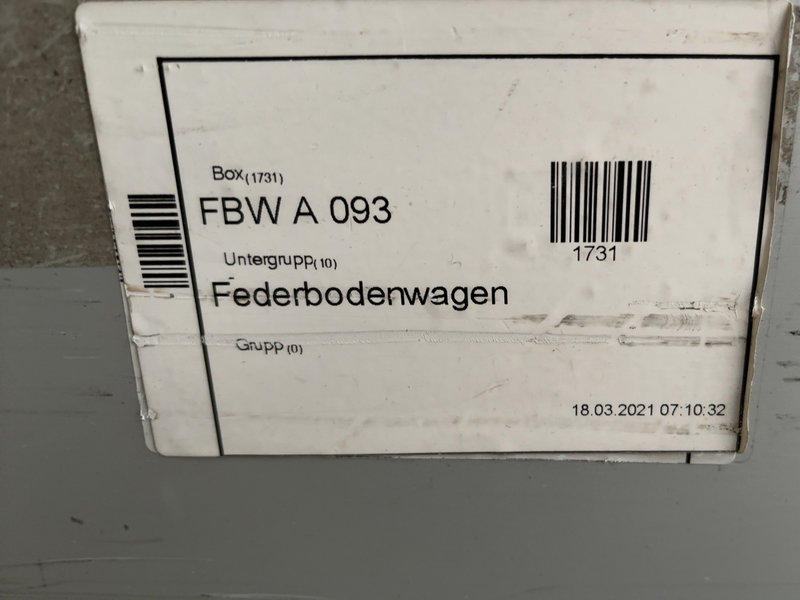 Box(1731)
FBW A 093
1731
Untergrupp(10)
Federbodenwagen
Grupp(0)
18.03.2021 07:10:32